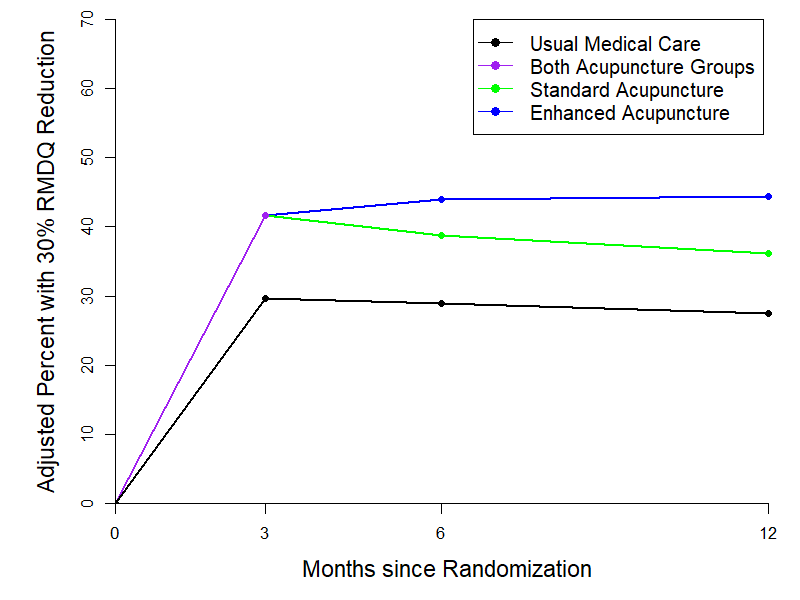 Adjusted Percent with 30% RMDQ Reduction
70
60
50
40
30
20
10
0
Usual Medical Care
Both Acupuncture Groups
Standard Acupuncture
Enhanced Acupuncture
0 3 6 12
Months since Randomization